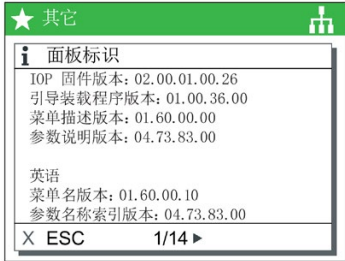 其它
i 面板标识
IOP 固件版本: 02.00.01.00.26
引导装载程序版本: 01.00.36.00
菜单描述版本: 01.60.00.00
参数说明版本: 04.73.83.00
英语
菜单名版本: 01.60.00.10
参数名称索引版本: 04.73.83.00
X ESC 1/14 ▶